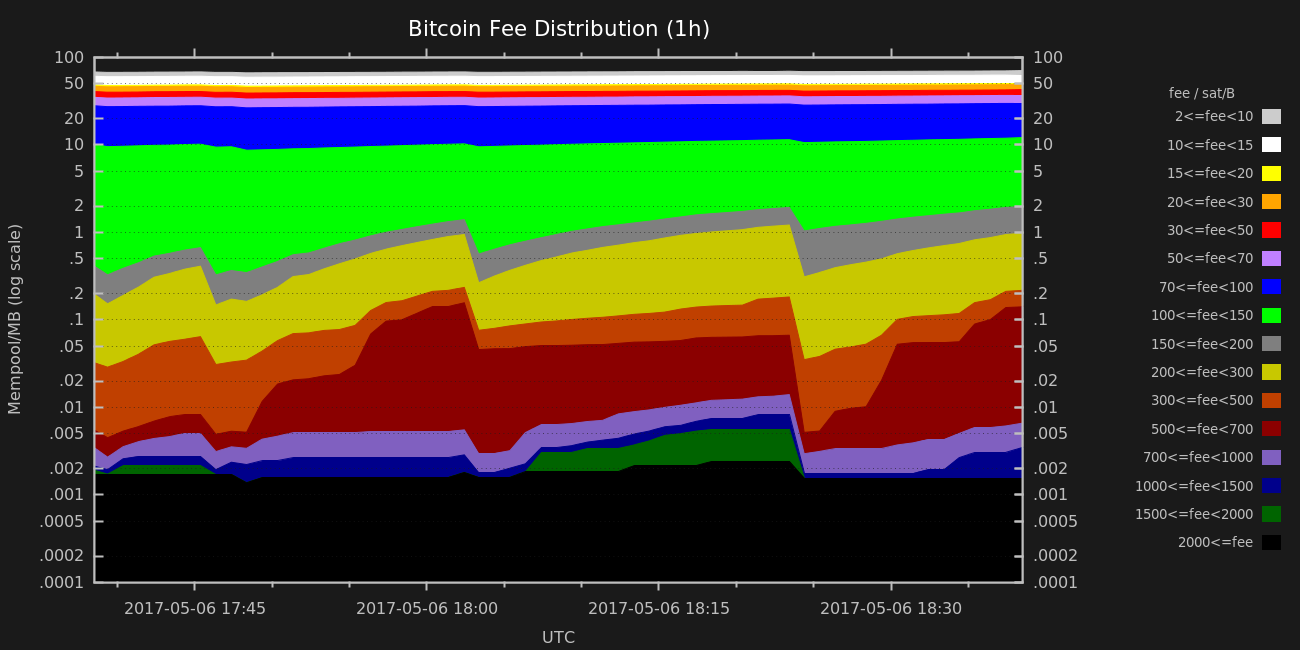 Bitcoin Fee Distribution (1h)
Mempool/MB (log scale)
100
50
20
10
5
2
1
.5
.2
.1
.05
.02
.01
.005
.002
.001
.0005
.0002
.0001
100
50
20
10
5
2
1
.5
.2
.1
.05
.02
.01
.005
.002
.001
.0005
.0002
.0001
2017-05-06 17:45
2017-05-06 18:00
2017-05-06 18:15
2017-05-06 18:30
UTC
fee / sat/B
2<=fee<10
10<=fee<15
15<=fee<20
20<=fee<30
30<=fee<50
50<=fee<70
70<=fee<100
100<=fee<150
150<=fee<200
200<=fee<300
300<=fee<500
500<=fee<700
700<=fee<1000
1000<=fee<1500
1500<=fee<2000
2000<=fee